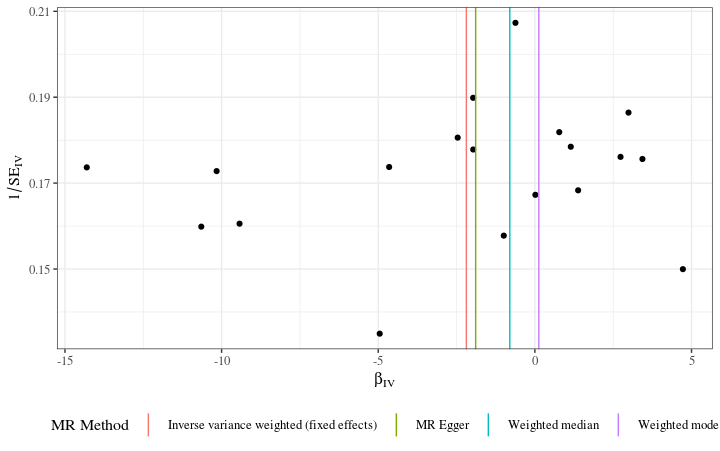 0.21
0.19
0.17
0.15
1/SE_IV
-15 -10 -5 0 5
β_IV
MR Method Inverse variance weighted (fixed effects) MR Egger Weighted median Weighted mode